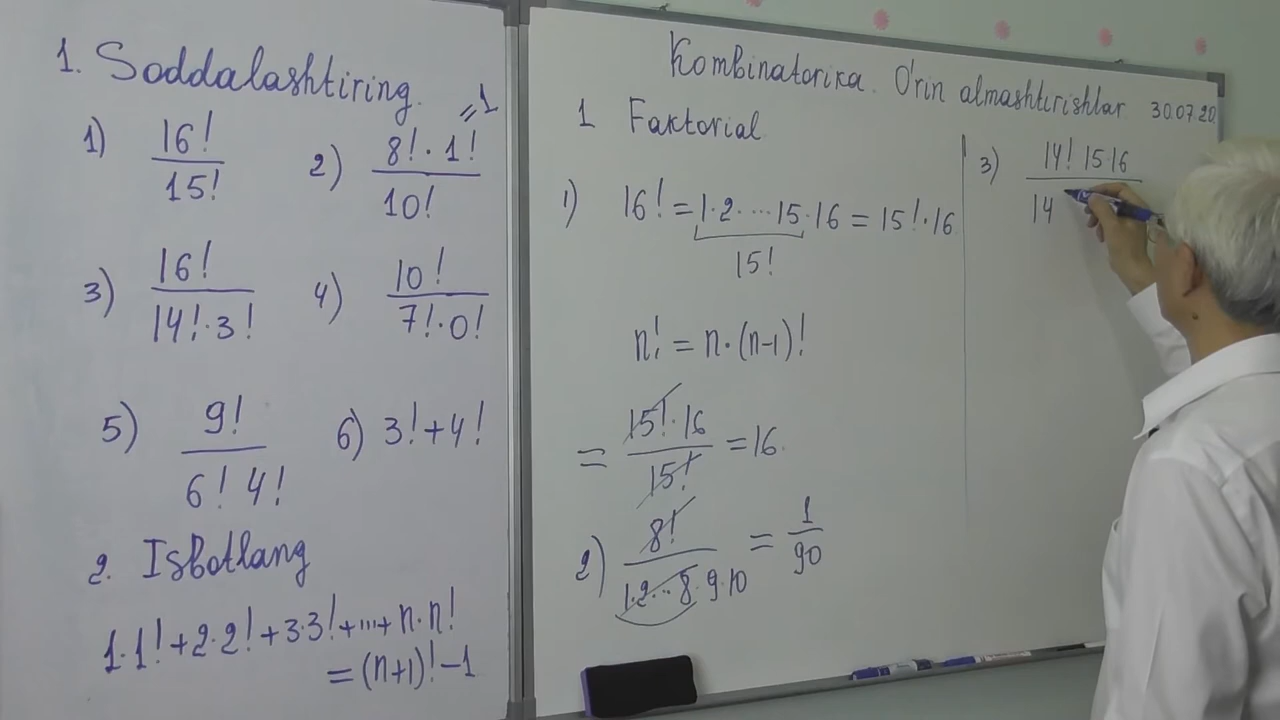 1. Soddalashtiring.
=1
1) 16! / 15!
2) 8! · 1! / 10!
3) 16! / 14! · 3!
4) 10! / 7! · 0!
5) 9! / 6! 4!
6) 3! + 4!
2. Isbotlang
1·1! + 2·2! + 3·3! + ... + n·n!
= (n+1)! - 1
Kombinatorika. O'rin almashtirishlar. 30.07.20
1 Faktorial
1) 16! = 1·2· ... 15·16 = 15!·16
15!
n! = n·(n-1)!
= 15!·16 / 15! = 16.
2) 8! / 1·2...8·9·10 = 1 / 90
3) 14! 15·16 / 14